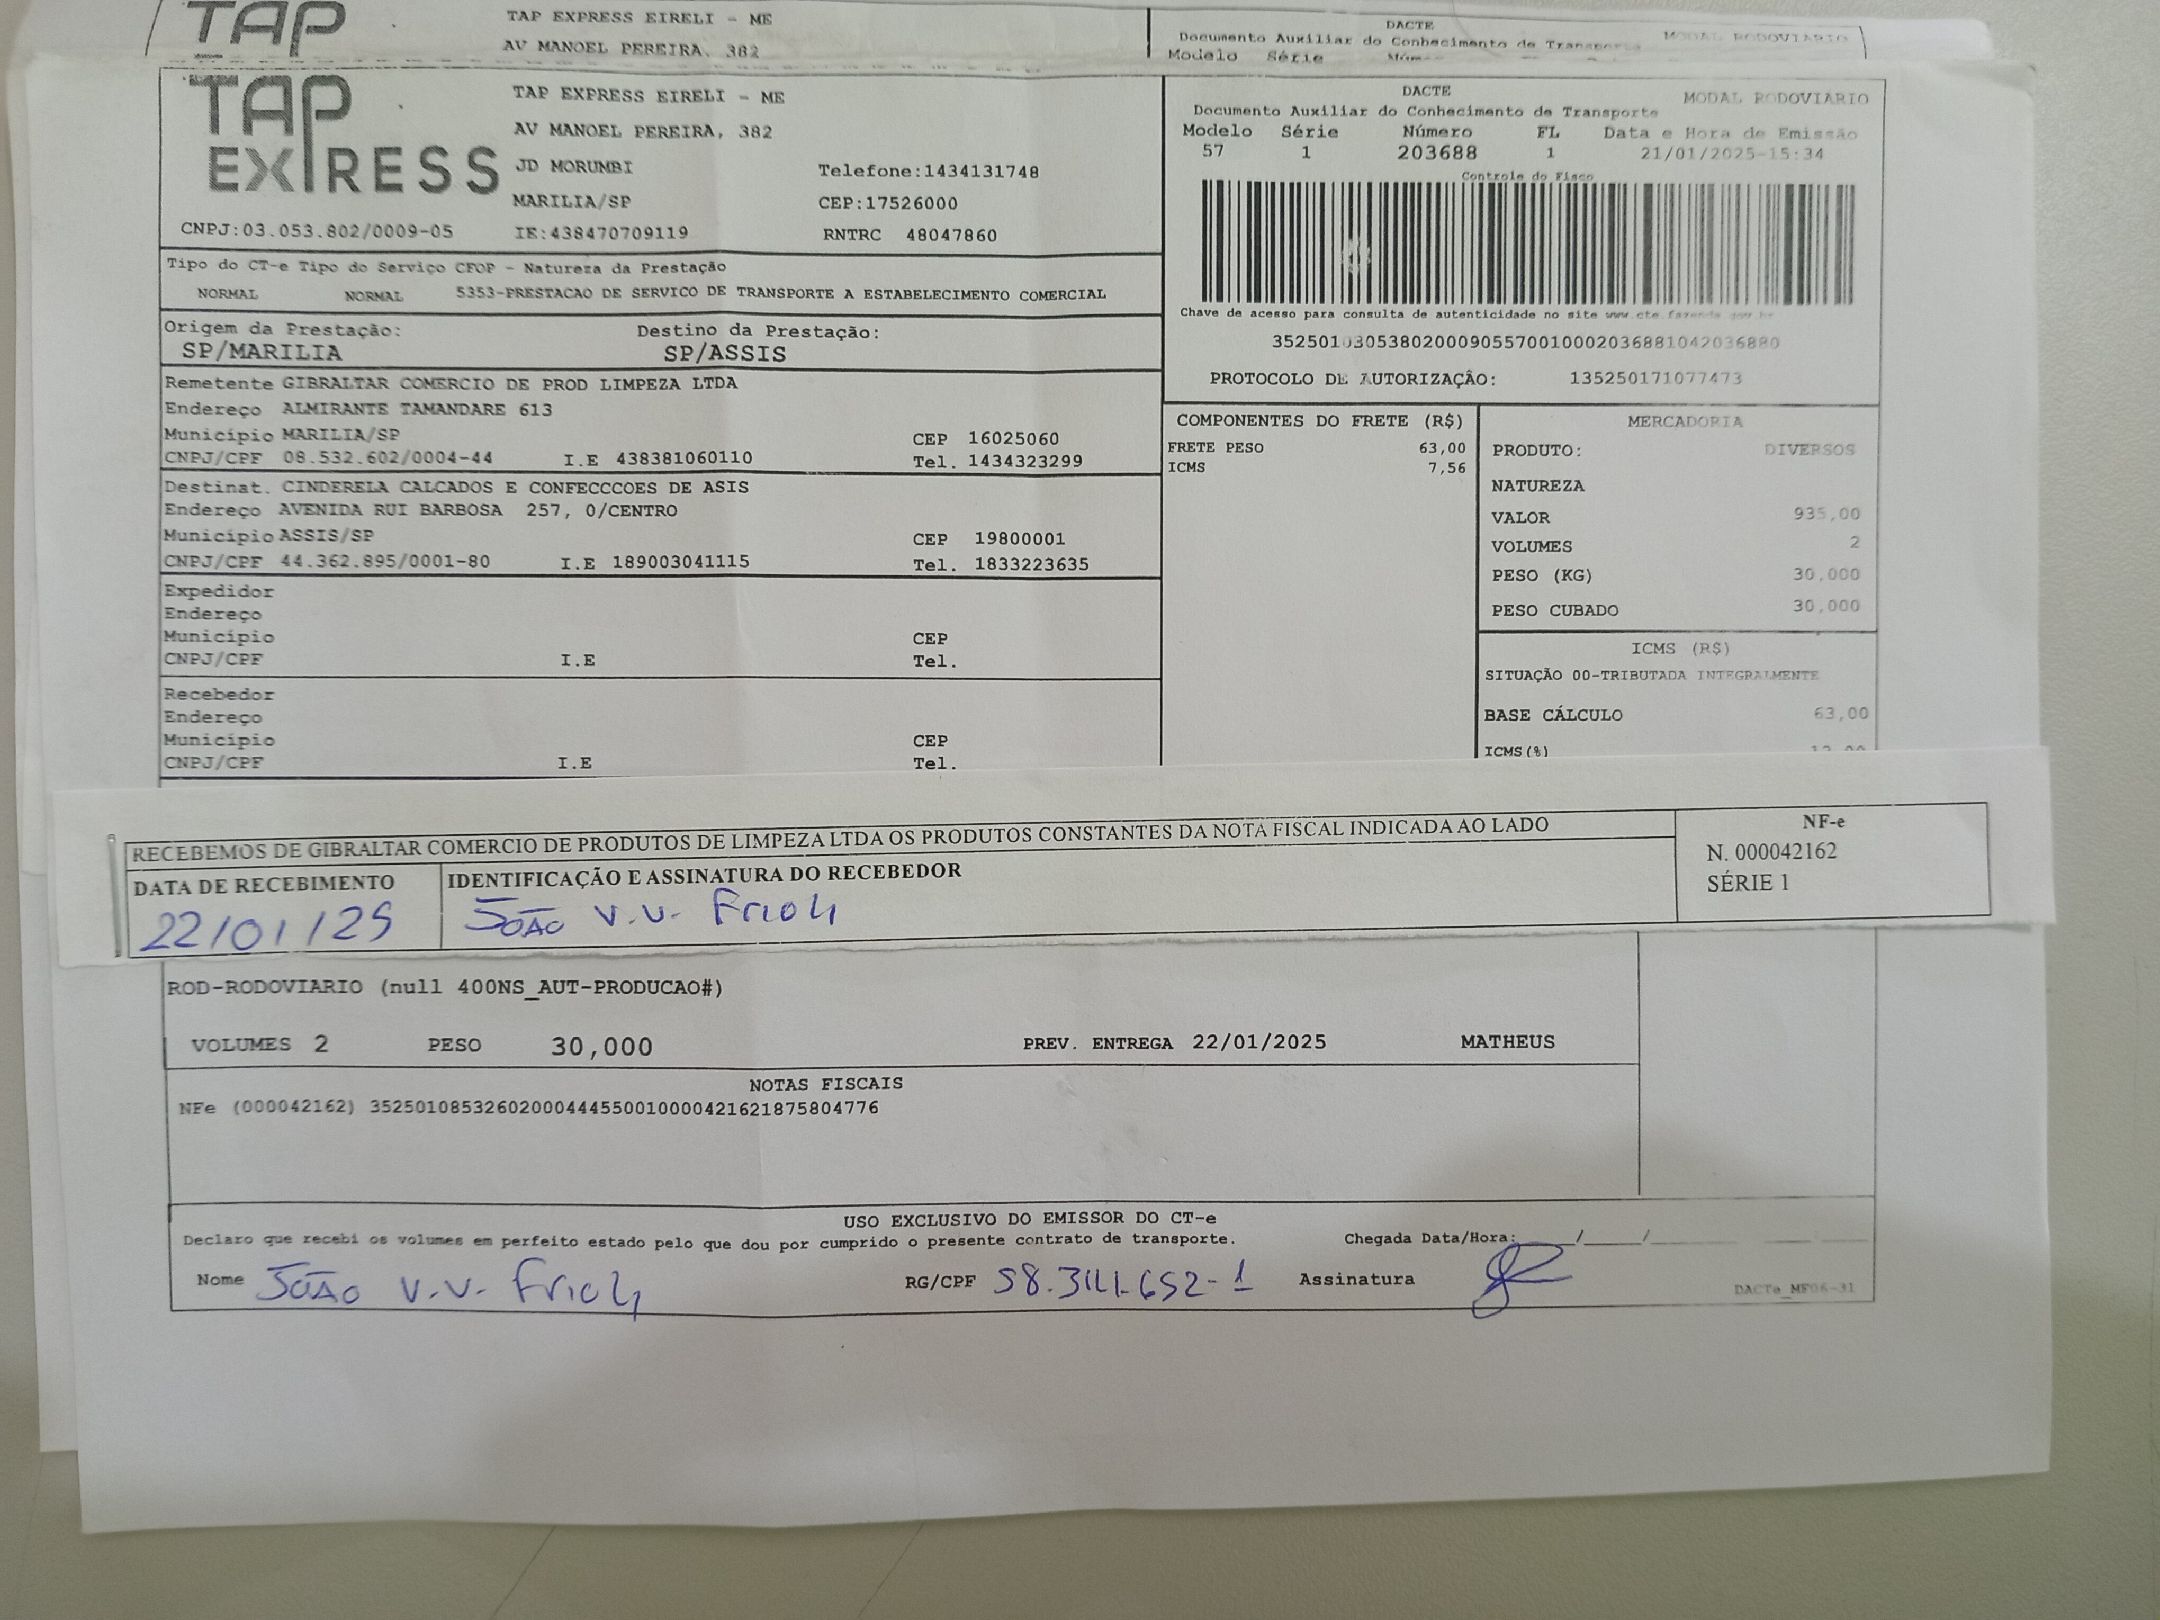 TAP
TAP EXPRESS EIRELI - ME
AV MANOEL PEREIRA, 382
DACTE
Documento Auxiliar do Conhecimento de Transporte
MODAL RODOVIARIO
Modelo Série
TAP EXPRESS
TAP EXPRESS EIRELI - ME
AV MANOEL PEREIRA, 382
JD MORUMBI
Telefone:1434131748
MARILIA/SP
CEP:17526000
CNPJ:03.053.802/0009-05 IE:438470709119 RNTRC 48047860
DACTE
MODAL RODOVIARIO
Documento Auxiliar do Conhecimento de Transporte
Modelo Série Número FL Data e Hora de Emissão
57 1 203688 1 21/01/2025-15:34
Controle do Fisco
Chave de acesso para consulta de autenticidade no site www.cte.fazenda.gov.br
35250103053802000905570010002036881042036880
PROTOCOLO DE AUTORIZAÇÂO: 135250171077473
Tipo do CT-e Tipo do Serviço CFOP - Natureza da Prestação
NORMAL NORMAL 5353-PRESTACAO DE SERVICO DE TRANSPORTE A ESTABELECIMENTO COMERCIAL
Origem da Prestação: Destino da Prestação:
SP/MARILIA SP/ASSIS
Remetente GIBRALTAR COMERCIO DE PROD LIMPEZA LTDA
Endereço ALMIRANTE TAMANDARE 613
Município MARILIA/SP CEP 16025060
CNPJ/CPF 08.532.602/0004-44 I.E 438381060110 Tel. 1434323299
Destinat. CINDERELA CALCADOS E CONFECCCOES DE ASIS
Endereço AVENIDA RUI BARBOSA 257, 0/CENTRO
Município ASSIS/SP CEP 19800001
CNPJ/CPF 44.362.895/0001-80 I.E 189003041115 Tel. 1833223635
Expedidor
Endereço
Município CEP
CNPJ/CPF I.E Tel.
Recebedor
Endereço
Município CEP
CNPJ/CPF I.E Tel.
COMPONENTES DO FRETE (R$)
FRETE PESO 63,00
ICMS 7,56
MERCADORIA
PRODUTO: DIVERSOS
NATUREZA
VALOR 935,00
VOLUMES 2
PESO (KG) 30,000
PESO CUBADO 30,000
ICMS (R$)
SITUAÇÃO 00-TRIBUTADA INTEGRALMENTE
BASE CÁLCULO 63,00
ICMS(%)
RECEBEMOS DE GIBRALTAR COMERCIO DE PRODUTOS DE LIMPEZA LTDA OS PRODUTOS CONSTANTES DA NOTA FISCAL INDICADA AO LADO
DATA DE RECEBIMENTO
22/01/25
IDENTIFICAÇÃO E ASSINATURA DO RECEBEDOR
JOÃO V.V. Frioli
NF-e
N. 000042162
SÉRIE 1
ROD-RODOVIARIO (null 400NS_AUT-PRODUCAO#)
VOLUMES 2 PESO 30,000 PREV. ENTREGA 22/01/2025 MATHEUS
NOTAS FISCAIS
NFe (000042162) 35250108532602000444550010000421621875804776
USO EXCLUSIVO DO EMISSOR DO CT-e
Declaro que recebi os volumes em perfeito estado pelo que dou por cumprido o presente contrato de transporte. Chegada Data/Hora: / /
Nome JOÃO V.V. Frioli RG/CPF Assinatura
DACTe_MF06-31